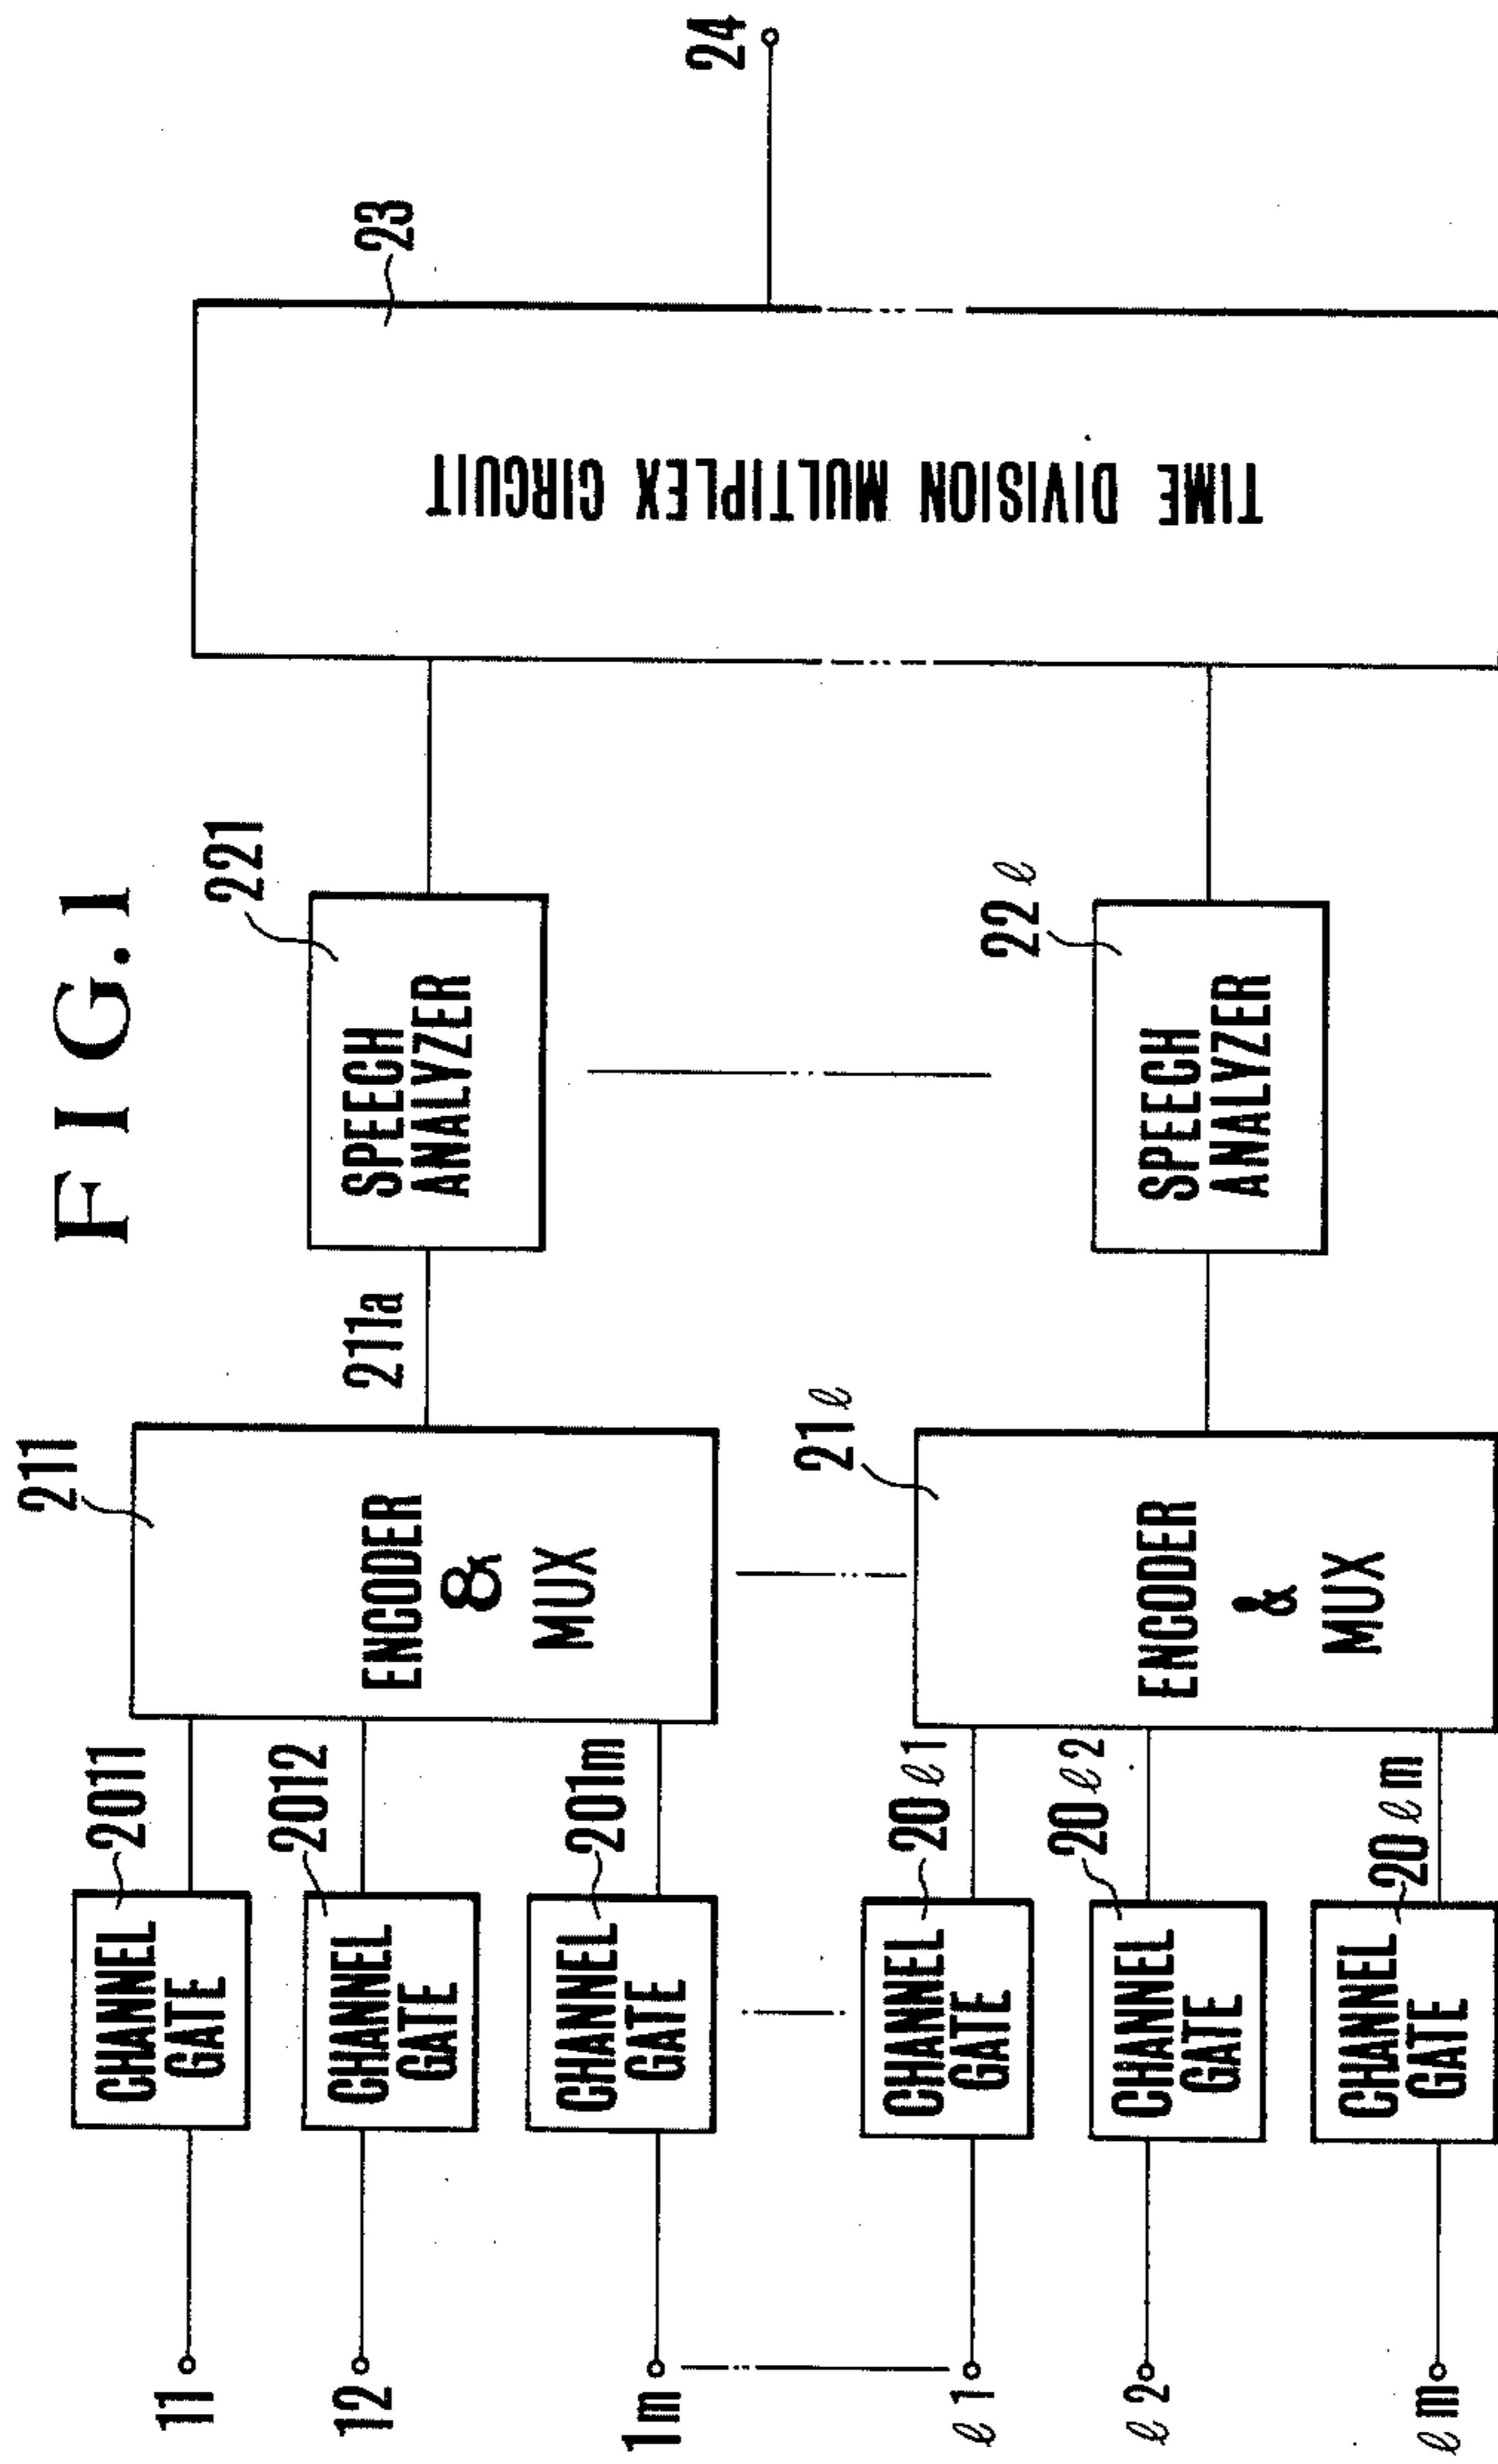 FIG.1
11
12
1m
ℓ1
ℓ2
ℓm
CHANNEL
GATE
2011
CHANNEL
GATE
2012
CHANNEL
GATE
201m
CHANNEL
GATE
20ℓ1
CHANNEL
GATE
20ℓ2
CHANNEL
GATE
20ℓm
211
ENCODER
&
MUX
211a
21ℓ
ENCODER
&
MUX
221
SPEECH
ANALYZER
22ℓ
SPEECH
ANALYZER
23
TIME DIVISION MULTIPLEX CIRCUIT
24